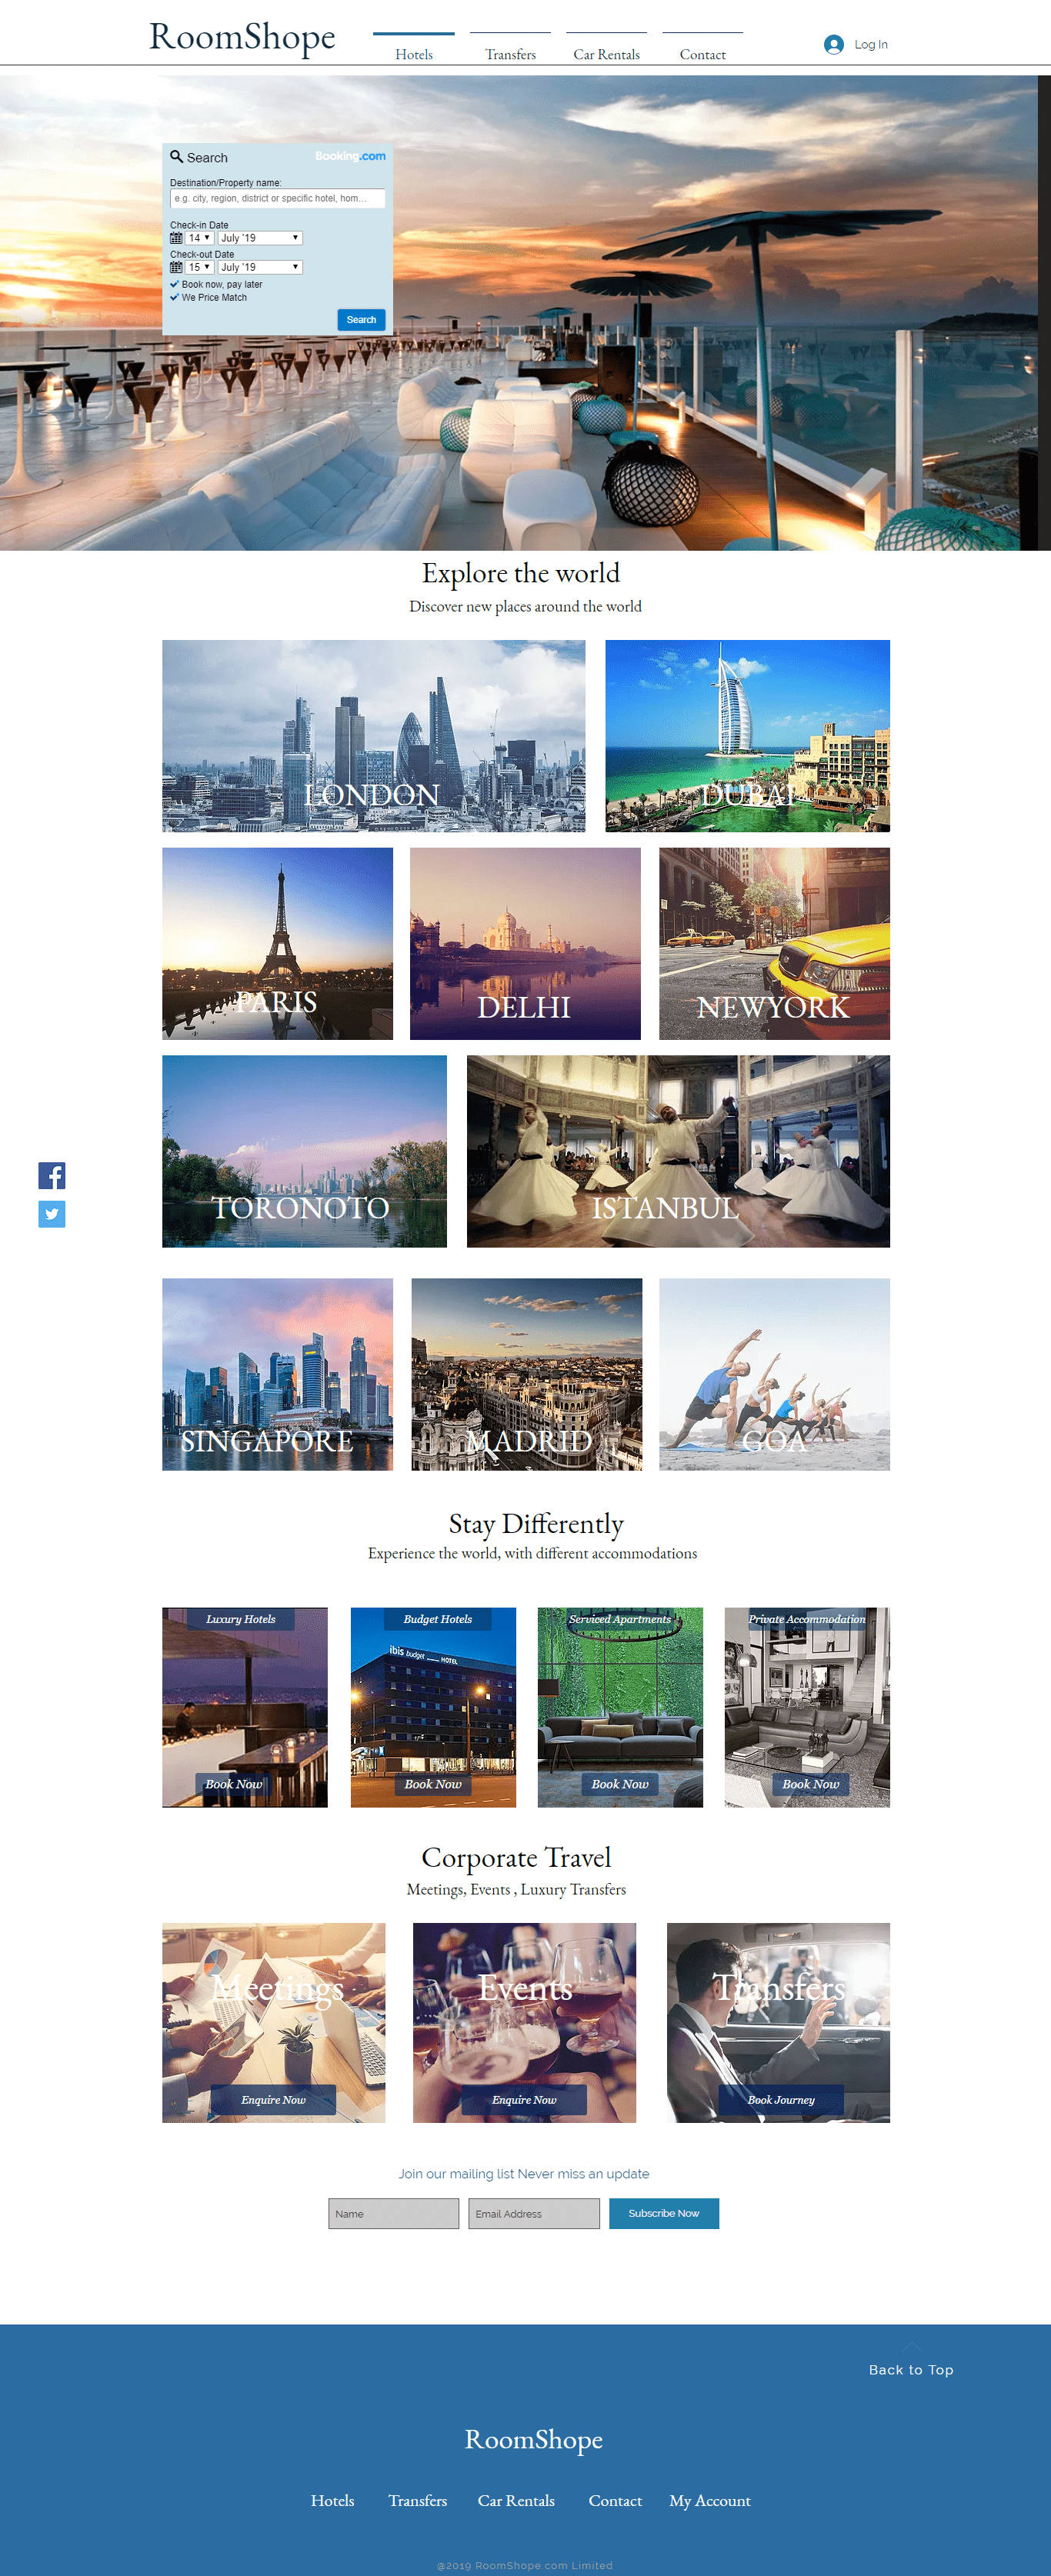 RoomShope
Hotels
Transfers
Car Rentals
Contact
Log In
Search
Booking.com
Destination/Property name:
e.g. city, region, district or specific hotel, hom...
Check-in Date
14
July '19
Check-out Date
15
July '19
Book now, pay later
We Price Match
Search
Explore the world
Discover new places around the world
LONDON
DUBAI
PARIS
DELHI
NEWYORK
TORONOTO
ISTANBUL
SINGAPORE
MADRID
GOA
Stay Differently
Experience the world, with different accommodations
Luxury Hotels
Budget Hotels
Serviced Apartments
Private Accommodation
ibis budget HOTEL
Book Now
Book Now
Book Now
Book Now
Corporate Travel
Meetings, Events , Luxury Transfers
Meetings
Events
Transfers
Enquire Now
Enquire Now
Book Journey
Join our mailing list Never miss an update
Name
Email Address
Subscribe Now
Back to Top
RoomShope
Hotels
Transfers
Car Rentals
Contact
My Account
@2019 RoomShope.com Limited